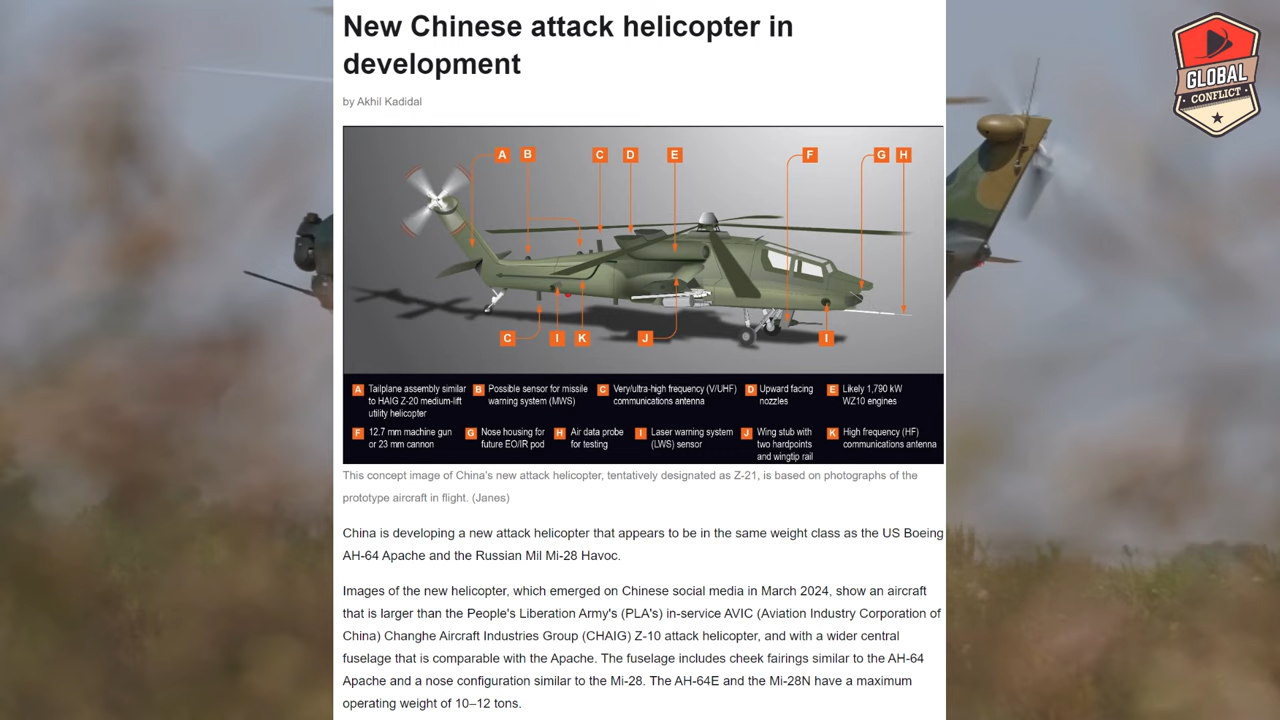 New Chinese attack helicopter in
development
by Akhil Kadidal
GLOBAL
CONFLICT
A B C D E F G H
C I K J I
A Tailplane assembly similar
to HAIG Z-20 medium-lift
utility helicopter
B Possible sensor for missile
warning system (MWS)
C Very/ultra-high frequency (V/UHF)
communications antenna
D Upward facing
nozzles
E Likely 1,790 kW
WZ10 engines
F 12.7 mm machine gun
or 23 mm cannon
G Nose housing for
future EO/IR pod
H Air data probe
for testing
I Laser warning system
(LWS) sensor
J Wing stub with
two hardpoints
and wingtip rail
K High frequency (HF)
communications antenna
This concept image of China's new attack helicopter, tentatively designated as Z-21, is based on photographs of the
prototype aircraft in flight. (Janes)
China is developing a new attack helicopter that appears to be in the same weight class as the US Boeing
AH-64 Apache and the Russian Mil Mi-28 Havoc.
Images of the new helicopter, which emerged on Chinese social media in March 2024, show an aircraft
that is larger than the People's Liberation Army's (PLA's) in-service AVIC (Aviation Industry Corporation of
China) Changhe Aircraft Industries Group (CHAIG) Z-10 attack helicopter, and with a wider central
fuselage that is comparable with the Apache. The fuselage includes cheek fairings similar to the AH-64
Apache and a nose configuration similar to the Mi-28. The AH-64E and the Mi-28N have a maximum
operating weight of 10–12 tons.